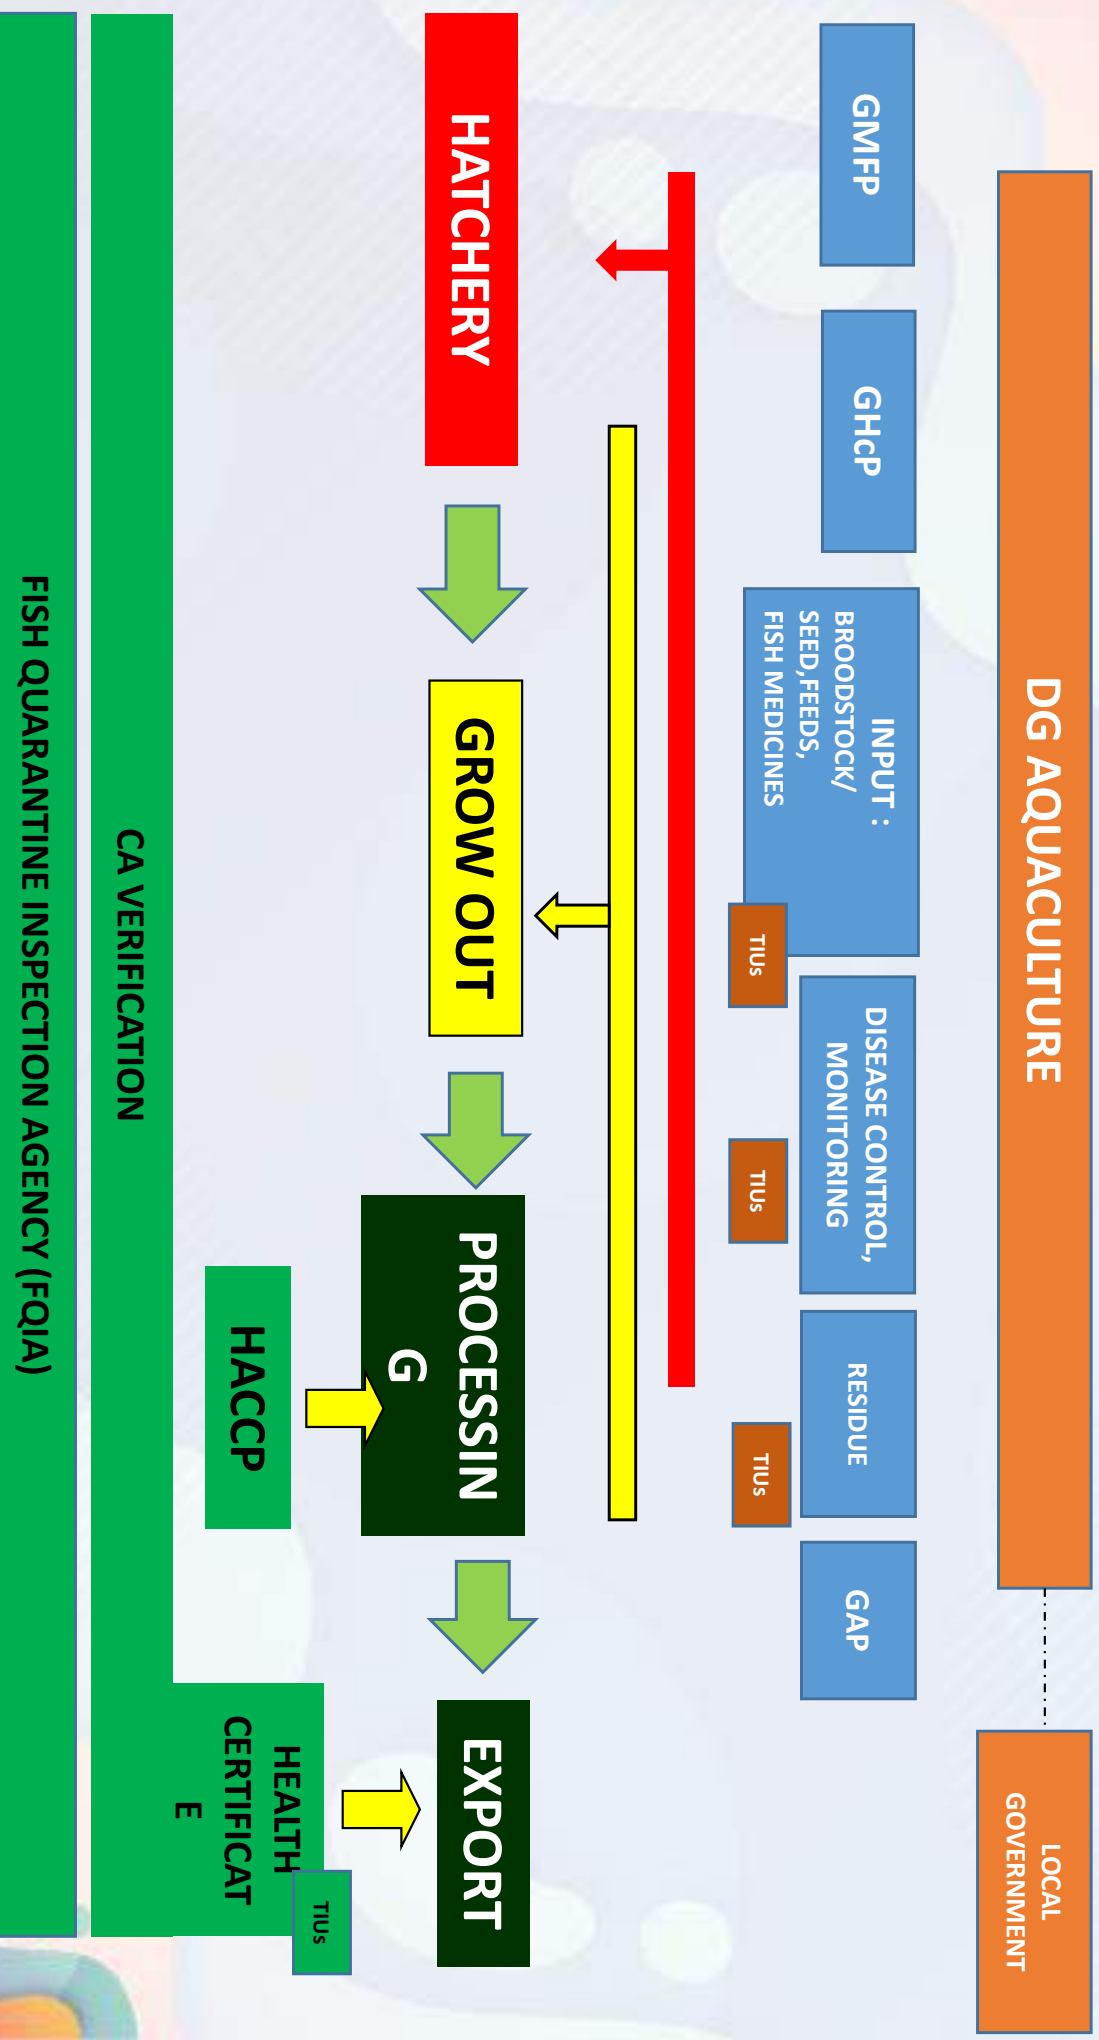 DG AQUACULTURE
LOCAL
GOVERNMENT
GMFP
GHcP
INPUT :
BROODSTOCK/
SEED,FEEDS,
FISH MEDICINES
TIUs
DISEASE CONTROL,
MONITORING
TIUs
RESIDUE
TIUs
GAP
HATCHERY
GROW OUT
PROCESSIN
G
EXPORT
HACCP
HEALTH
CERTIFICAT
E
TIUs
CA VERIFICATION
FISH QUARANTINE INSPECTION AGENCY (FQIA)